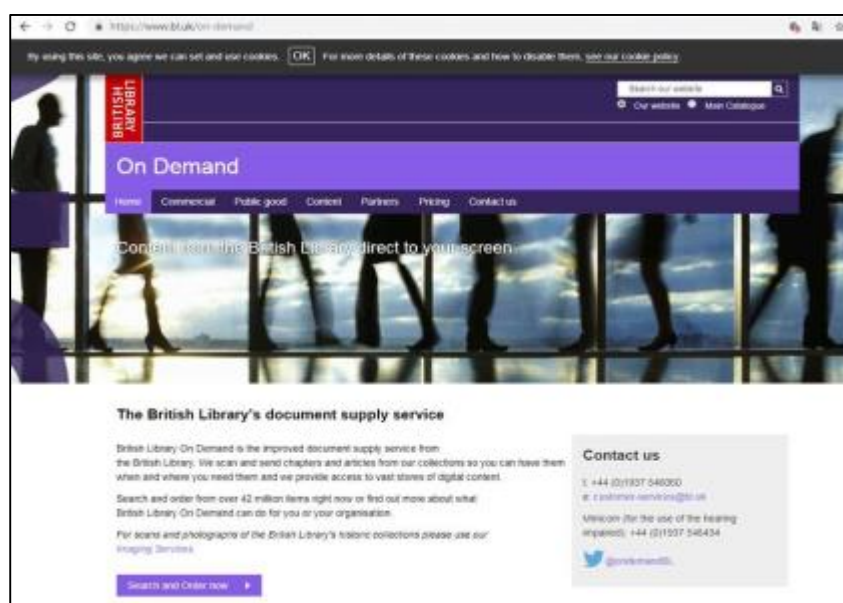 https://www.bl.uk/on-demand
By using this site, you agree we can set and use cookies. OK For more details of these cookies and how to disable them, see our cookie policy.
BRITISH
LIBRARY
Search our website
Our website Main Catalogue
On Demand
Home Commercial Public good Content Partners Pricing Contact us
Content from the British Library direct to your screen
The British Library's document supply service
British Library On Demand is the improved document supply service from
the British Library. We scan and send chapters and articles from our collections so you can have them
when and where you need them and we provide access to vast stores of digital content.
Search and order from over 42 million items right now or find out more about what
British Library On Demand can do for you or your organisation.
For scans and photographs of the British Library's historic collections please use our
Imaging Services
Search and Order now
Contact us
t: +44 (0)1937 546060
e: customer-services@bl.uk
Minicom (for the use of the hearing
impaired): +44 (0)1937 546434
@ondemandBL